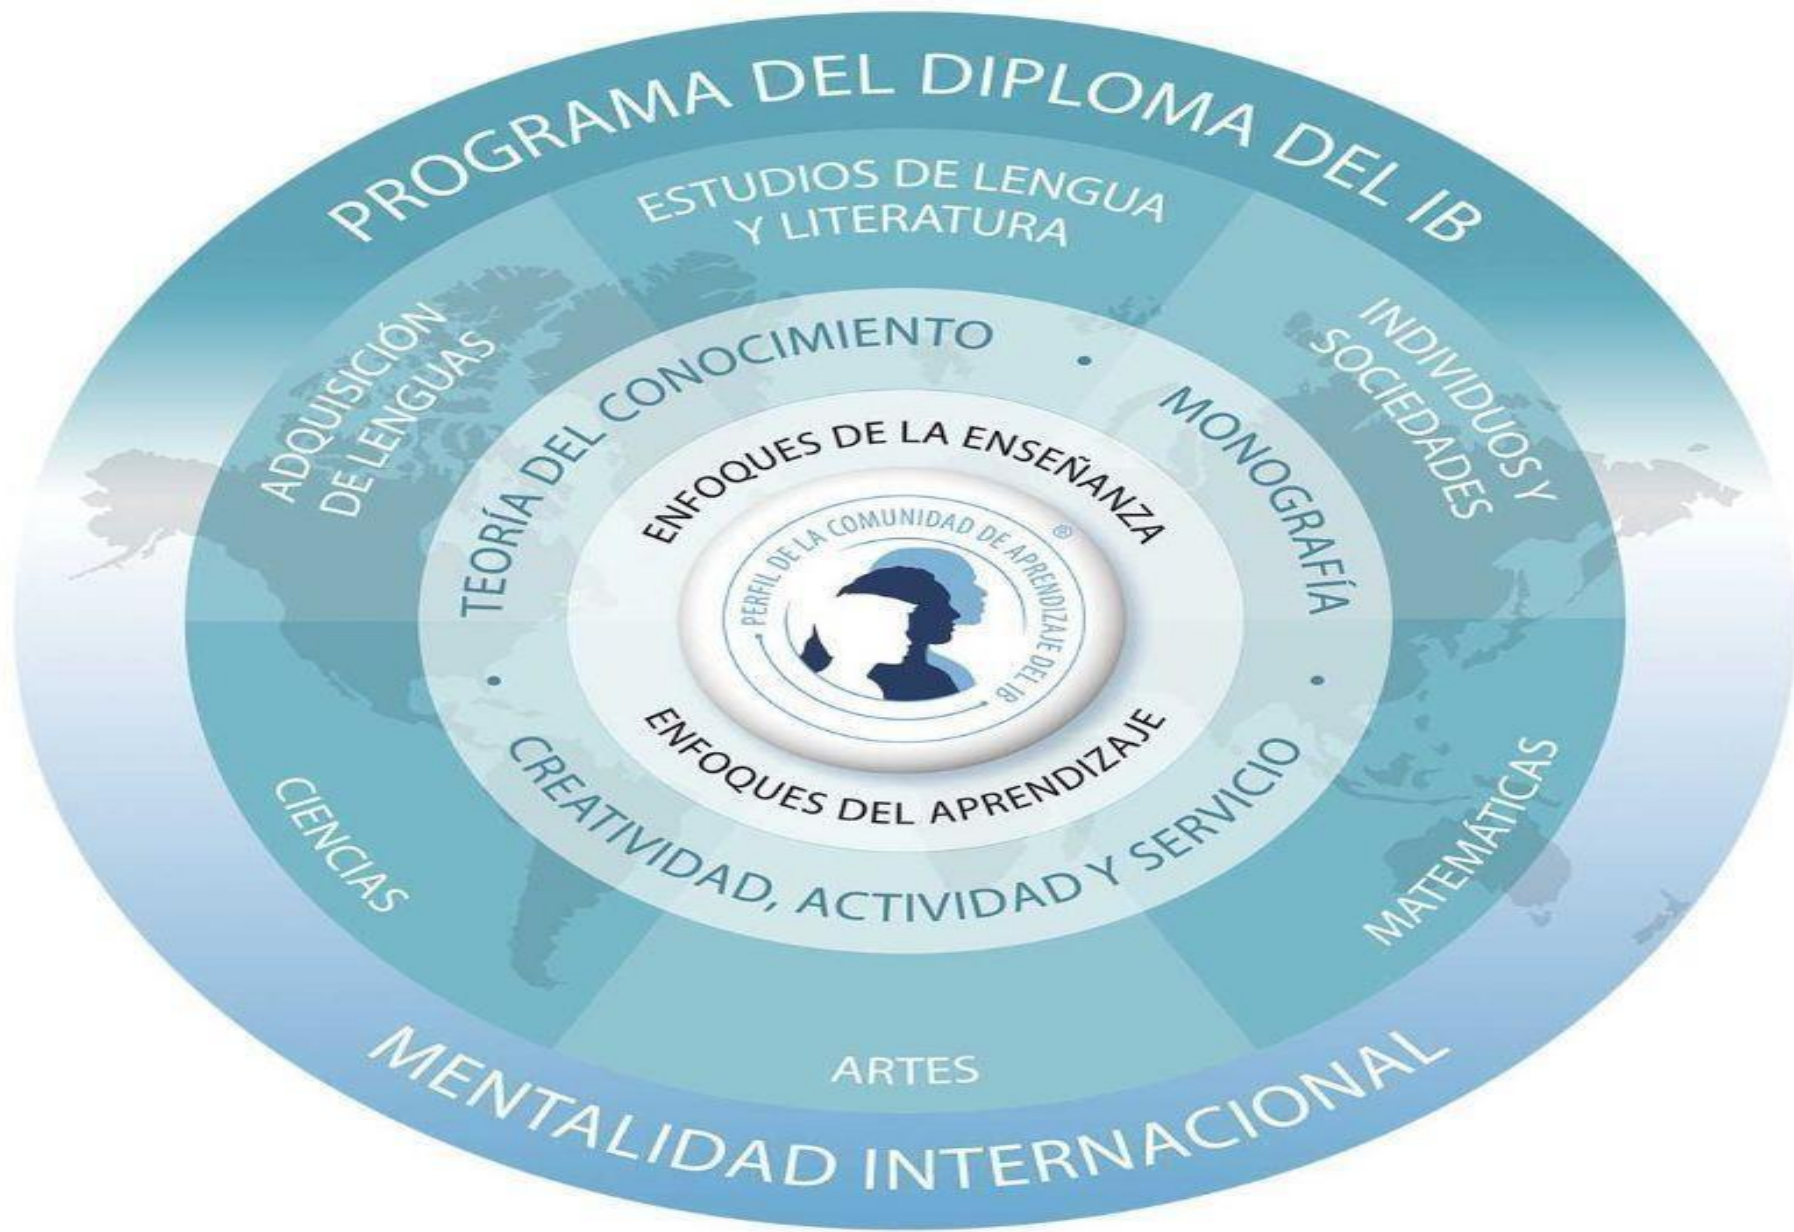 PROGRAMA DEL DIPLOMA DEL IB
ESTUDIOS DE LENGUA
Y LITERATURA
ADQUISICIÓN
DE LENGUAS
INDIVIDUOS Y
SOCIEDADES
TEORÍA DEL CONOCIMIENTO
•
MONOGRAFÍA
ENFOQUES DE LA ENSEÑANZA
PERFIL DE LA COMUNIDAD DE APRENDIZAJE DEL IB
®
ENFOQUES DEL APRENDIZAJE
•
CREATIVIDAD, ACTIVIDAD Y SERVICIO
•
CIENCIAS
MATEMÁTICAS
ARTES
MENTALIDAD INTERNACIONAL